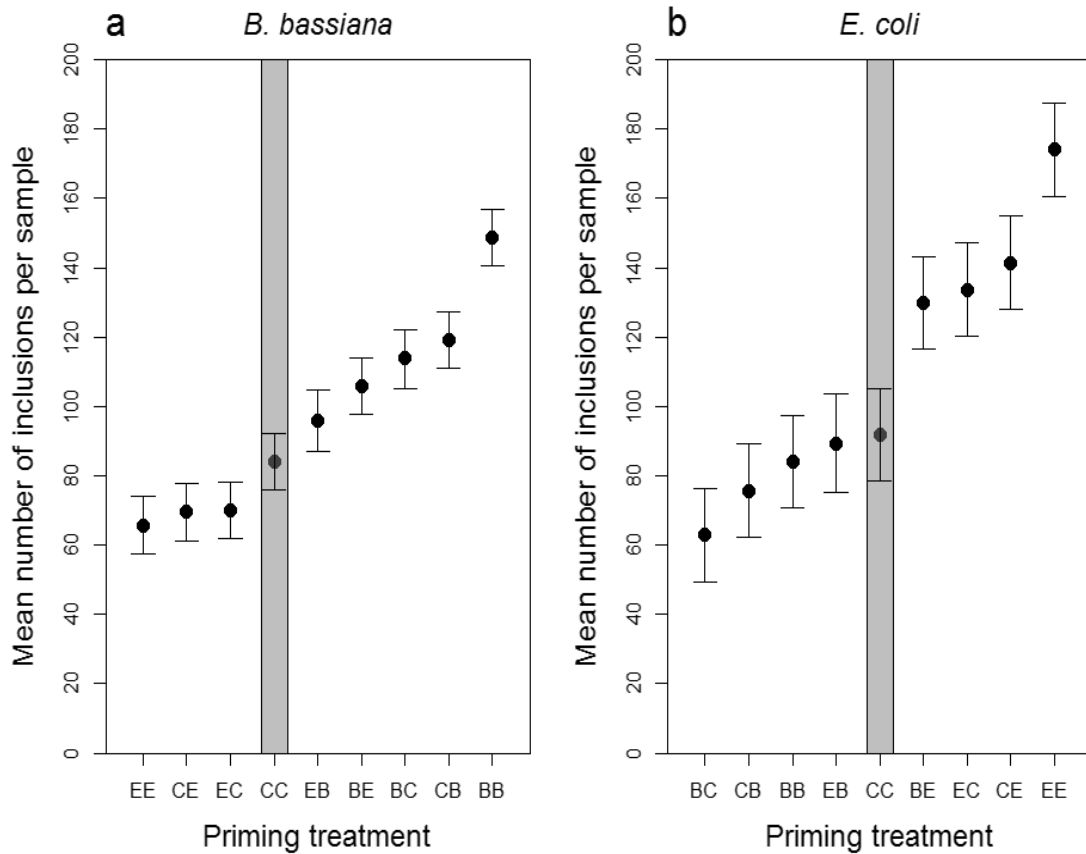 a B. bassiana
Mean number of inclusions per sample
200
180
160
140
120
100
80
60
40
20
0
EE CE EC CC EB BE BC CB BB
Priming treatment
b E. coli
Mean number of inclusions per sample
200
180
160
140
120
100
80
60
40
20
0
BC CB BB EB CC BE EC CE EE
Priming treatment